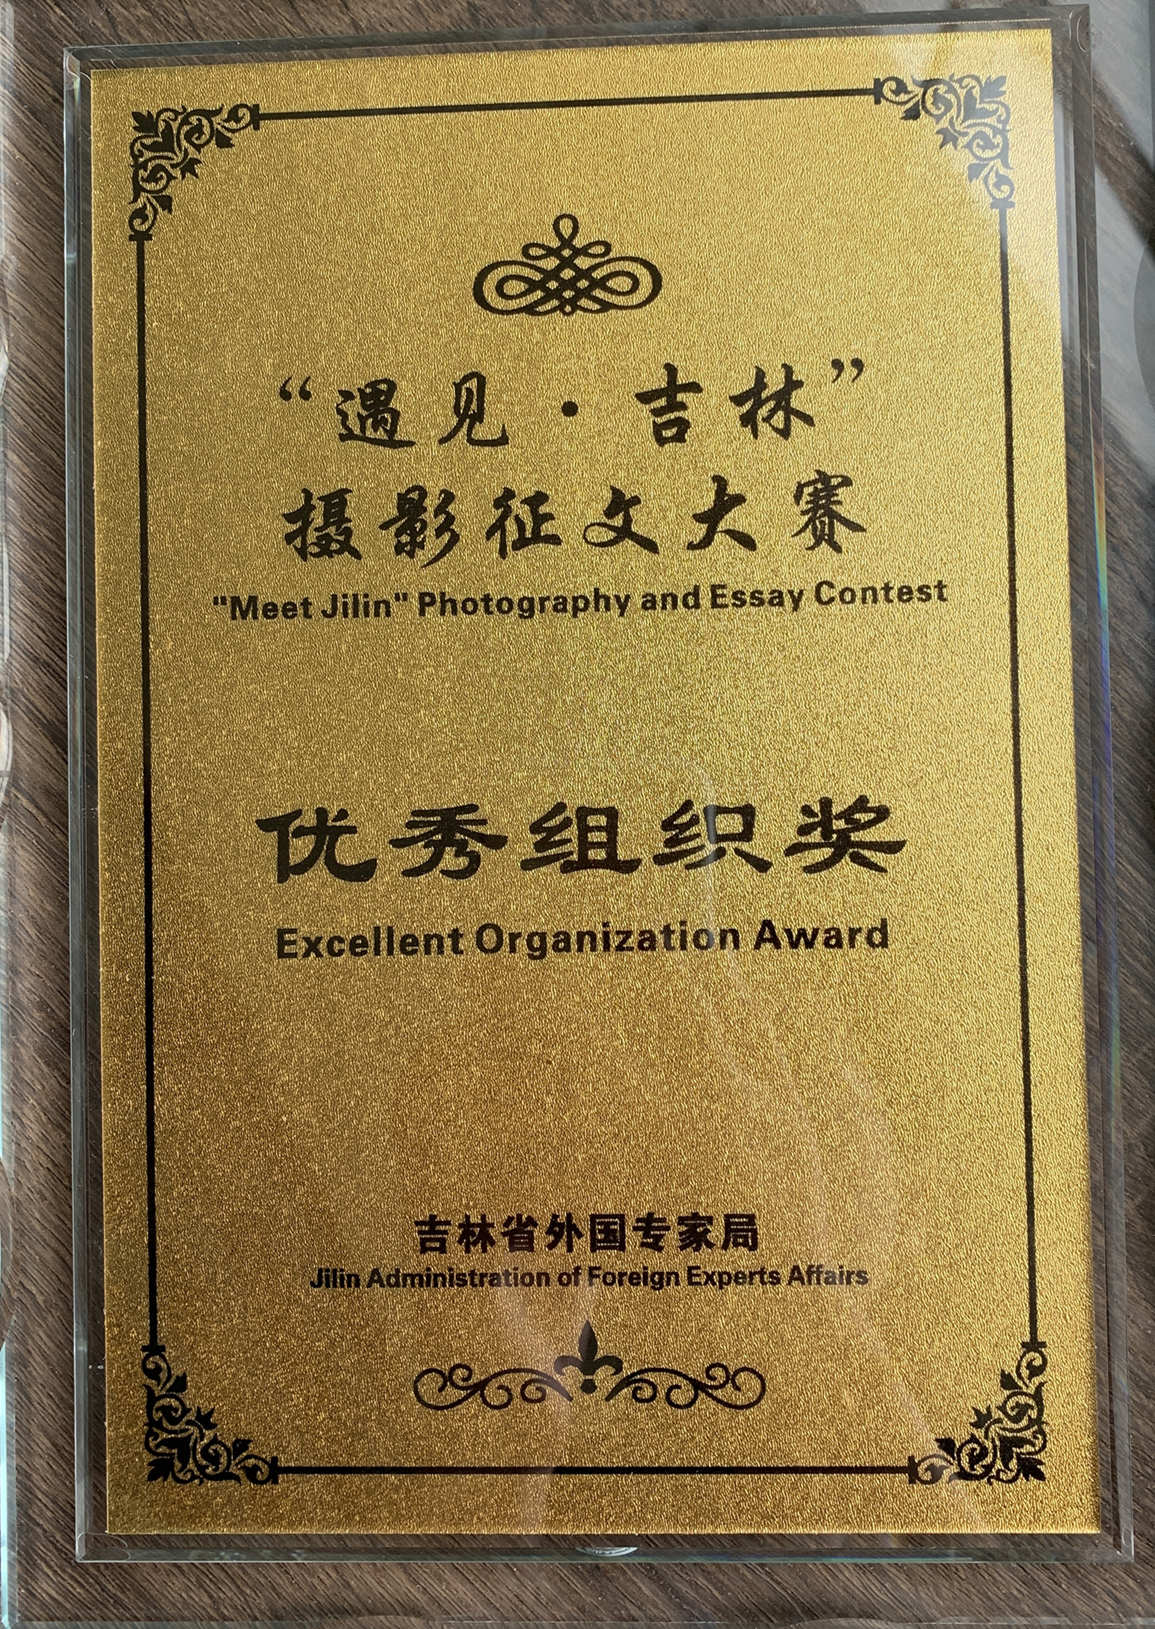 “遇见·吉林”
摄影征文大赛
"Meet Jilin" Photography and Essay Contest
优秀组织奖
Excellent Organization Award
吉林省外国专家局
Jilin Administration of Foreign Experts Affairs